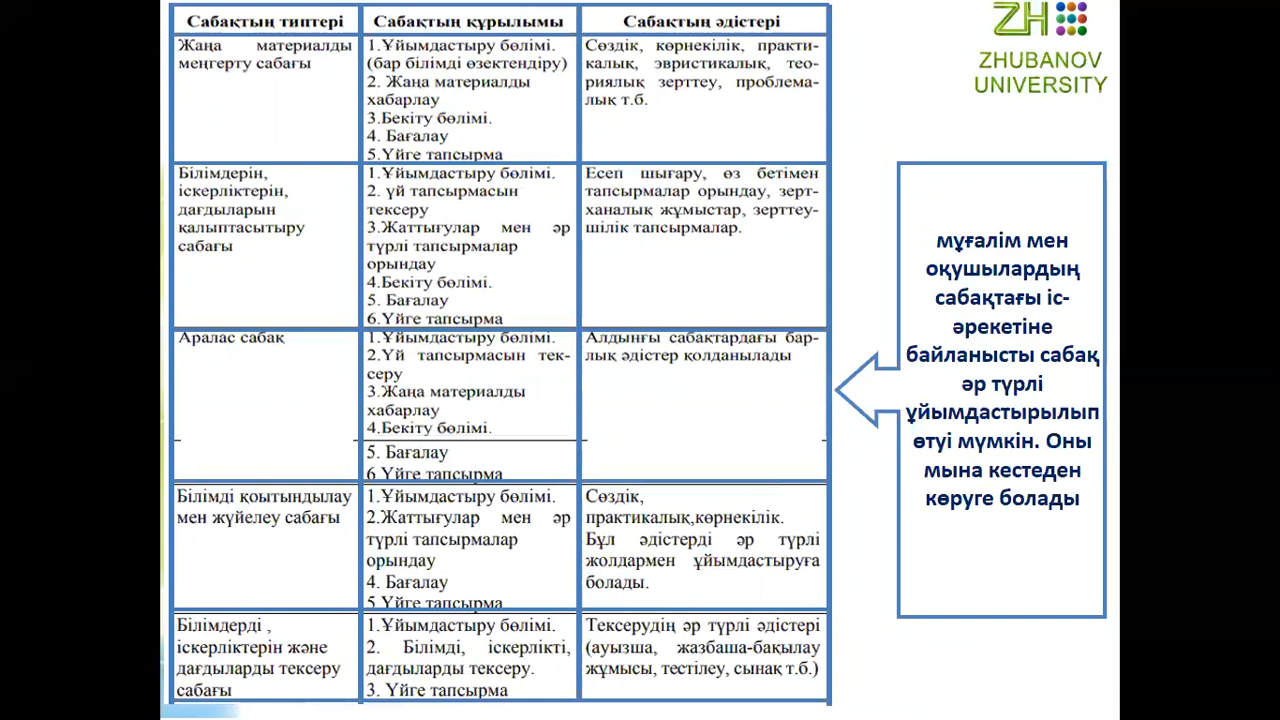 Сабақтың типтері
Сабақтың құрылымы
Сабақтың әдістері
Жаңа материалды
меңгерту сабағы
1.Ұйымдастыру бөлімі.
(бар білімді өзектендіру)
2. Жаңа материалды
хабарлау
3.Бекіту бөлімі.
4. Бағалау
5.Үйге тапсырма
Сөздік, көрнекілік, практи-
калық, эвристикалық, тео-
риялық зерттеу, проблема-
лық т.б.
Білімдерін,
іскерліктерін,
дағдыларын
қалыптасытыру
сабағы
1.Ұйымдастыру бөлімі.
2. үй тапсырмасын
тексеру
3.Жаттығулар мен әр
түрлі тапсырмалар
орындау
4.Бекіту бөлімі.
5. Бағалау
6.Үйге тапсырма
Есеп шығару, өз бетімен
тапсырмалар орындау, зерт-
ханалық жұмыстар, зерттеу-
шілік тапсырмалар.
Аралас сабақ
1.Ұйымдастыру бөлімі.
2.Үй тапсырмасын тек-
серу
3.Жаңа материалды
хабарлау
4.Бекіту бөлімі.
5. Бағалау
6 Үйге тапсырма
Алдынғы сабақтардағы бар-
лық әдістер қолданылады
Білімді қоытындылау
мен жүйелеу сабағы
1.Ұйымдастыру бөлімі.
2.Жаттығулар мен әр
түрлі тапсырмалар
орындау
4. Бағалау
5 Үйге тапсырма
Сөздік,
практикалық,көрнекілік.
Бұл әдістерді әр түрлі
жолдармен ұйымдастыруға
болады.
Білімдерді ,
іскерліктерін және
дағдыларды тексеру
сабағы
1.Ұйымдастыру бөлімі.
2. Білімді, іскерлікті,
дағдыларды тексеру.
3. Үйге тапсырма
Тексерудің әр түрлі әдістері
(ауызша, жазбаша-бақылау
жұмысы, тестілеу, сынақ т.б.)
ZH
ZHUBANOV
UNIVERSITY
мұғалім мен
оқушылардың
сабақтағы іс-
әрекетіне
байланысты сабақ
әр түрлі
ұйымдастырылып
өтуі мүмкін. Оны
мына кестеден
көруге болады